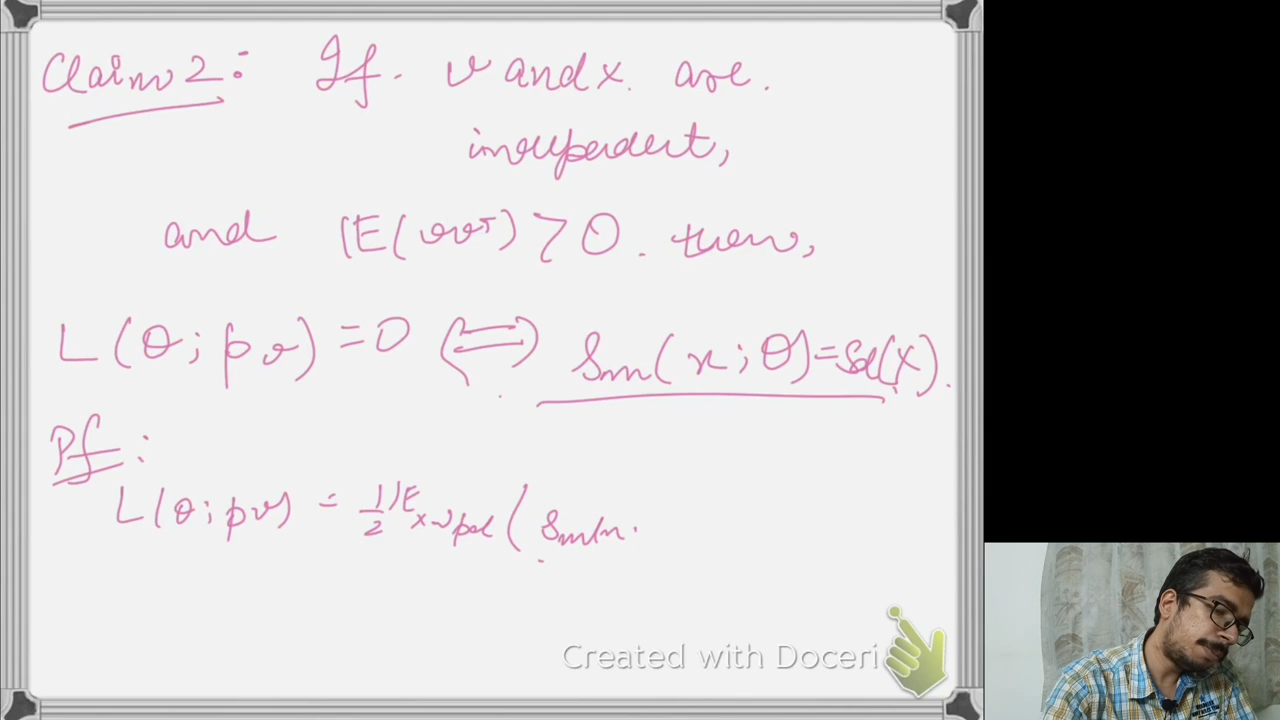 Claim 2: If v and x are
independent,
and E(vvᵀ) > 0. then,
L(θ; pv) = 0 (⟺) Sm(x; θ) = Sd(x).
Pf:
L(θ; pv) = 1/2 E x~pd ( Sm(x
Created with Doceri